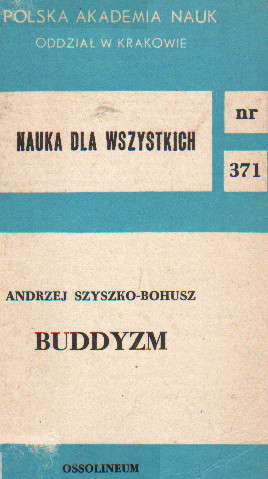 POLSKA AKADEMIA NAUK
ODDZIAŁ W KRAKOWIE
nr
NAUKA DLA WSZYSTKICH
371
ANDRZEJ SZYSZKO-BOHUSZ
BUDDYZM
OSSOLINEUM